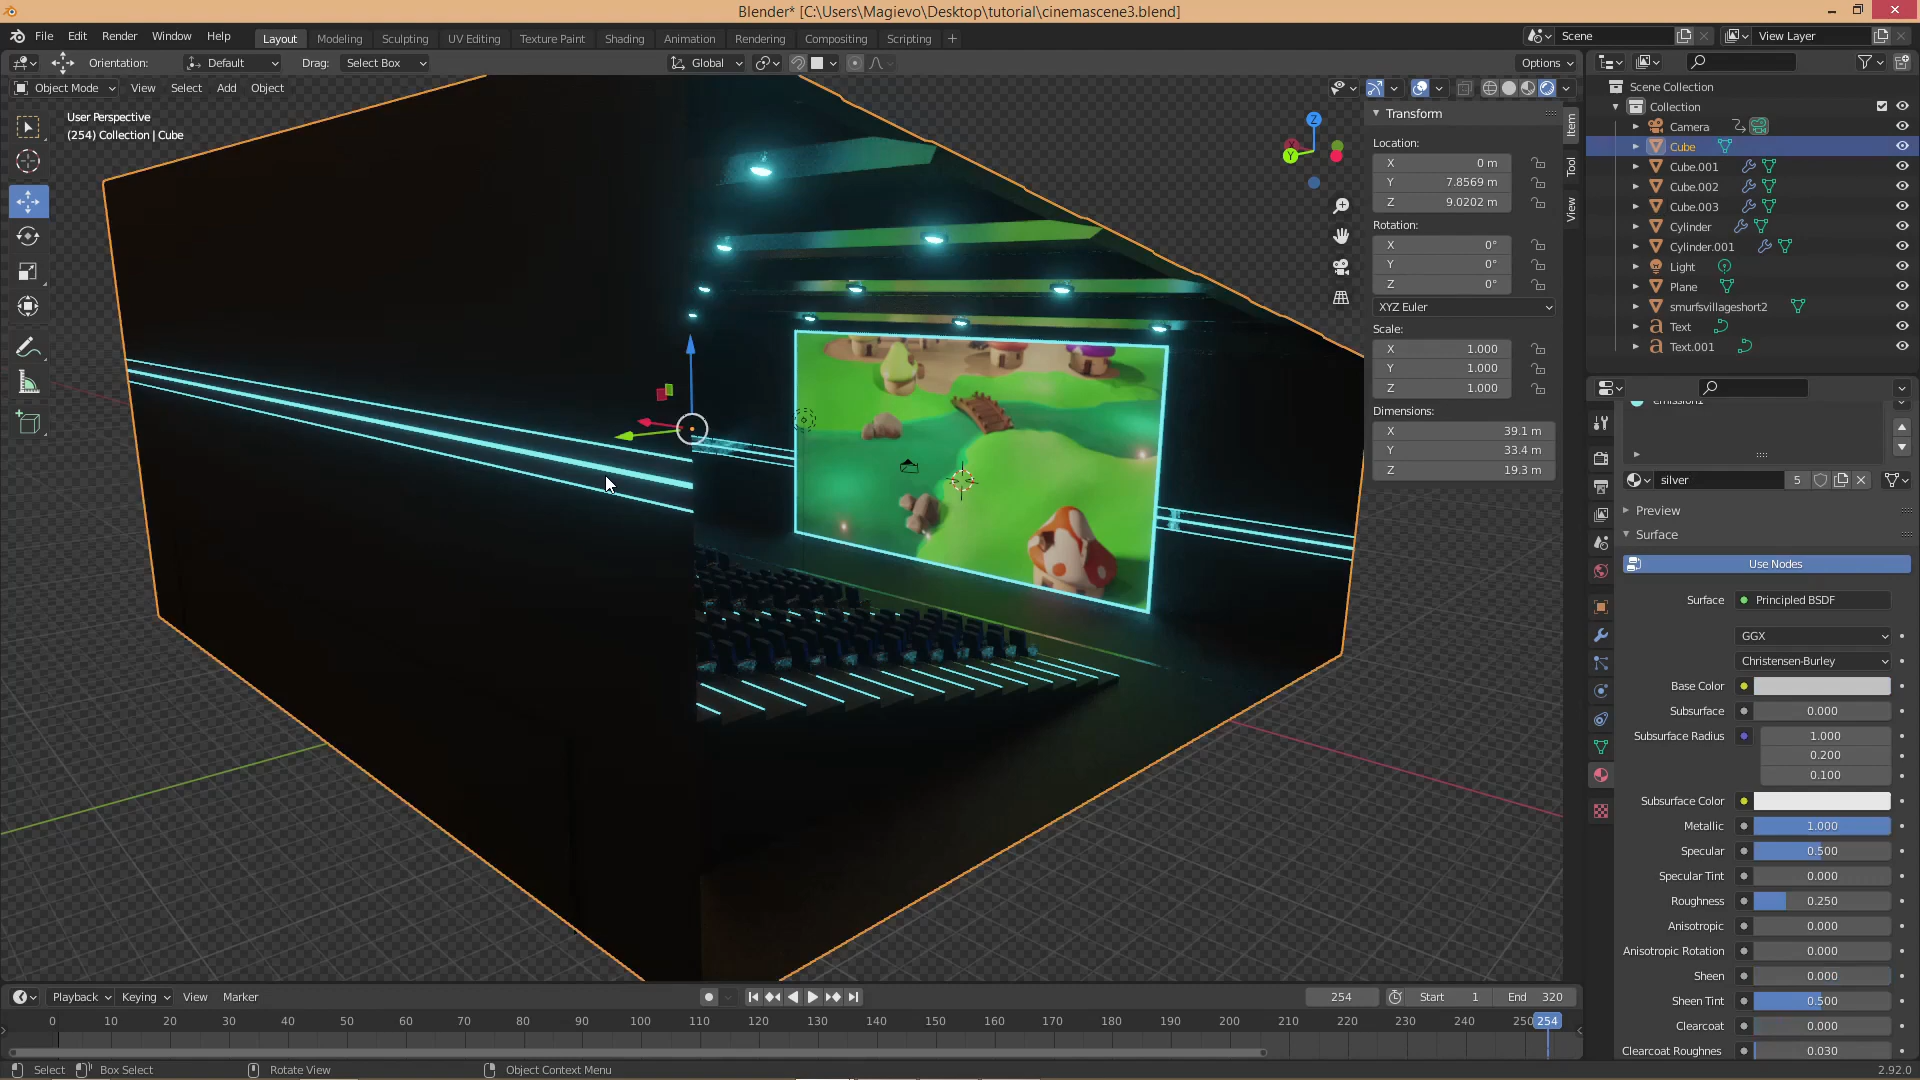 Blender* [C:\Users\Magievo\Desktop\tutorial\cinemascene3.blend]
File Edit Render Window Help Layout Modeling Sculpting UV Editing Texture Paint Shading Animation Rendering Compositing Scripting + Scene View Layer
Orientation: Default Drag: Select Box Global Options
Object Mode View Select Add Object
User Perspective
(254) Collection | Cube
Transform
Location:
X 0 m
Y 7.8569 m
Z 9.0202 m
Rotation:
X 0°
Y 0°
Z 0°
XYZ Euler
Scale:
X 1.000
Y 1.000
Z 1.000
Dimensions:
X 39.1 m
Y 33.4 m
Z 19.3 m
Item
Tool
View
Z
Y
Scene Collection
Collection
Camera
Cube
Cube.001
Cube.002
Cube.003
Cylinder
Cylinder.001
Light
Plane
smurfsvillageshort2
Text
Text.001
silver 5
Preview
Surface
Use Nodes
Surface Principled BSDF
GGX
Christensen-Burley
Base Color
Subsurface 0.000
Subsurface Radius 1.000
0.200
0.100
Subsurface Color
Metallic 1.000
Specular 0.500
Specular Tint 0.000
Roughness 0.250
Anisotropic 0.000
Anisotropic Rotation 0.000
Sheen 0.000
Sheen Tint 0.500
Clearcoat 0.000
Clearcoat Roughnes 0.030
Playback Keying View Marker 254 Start 1 End 320
0 10 20 30 40 50 60 70 80 90 100 110 120 130 140 150 160 170 180 190 200 210 220 230 240 250 254
Select Box Select Rotate View Object Context Menu 2.92.0